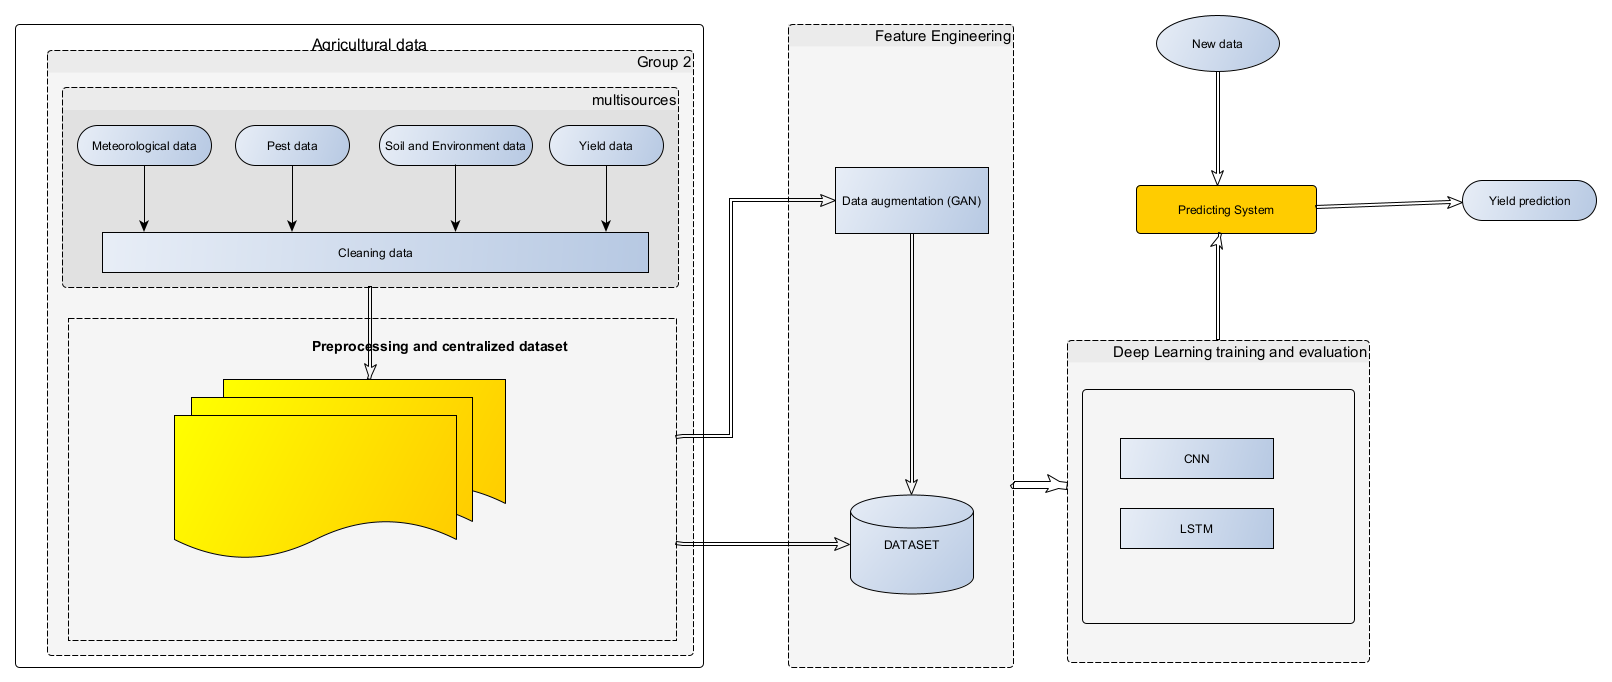 Agricultural data
Group 2
multisources
Meteorological data
Pest data
Soil and Environment data
Yield data
Cleaning data
Preprocessing and centralized dataset
Feature Engineering
Data augmentation (GAN)
DATASET
New data
Predicting System
Yield prediction
Deep Learning training and evaluation
CNN
LSTM